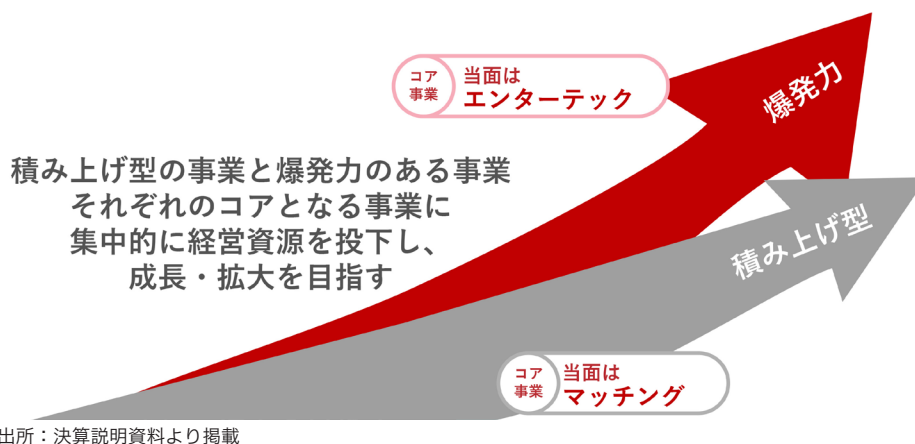 コア
事業
当面は
エンターテック
爆発力
積み上げ型の事業と爆発力のある事業
それぞれのコアとなる事業に
集中的に経営資源を投下し、
成長・拡大を目指す
積み上げ型
コア
事業
当面は
マッチング
出所：決算説明資料より掲載